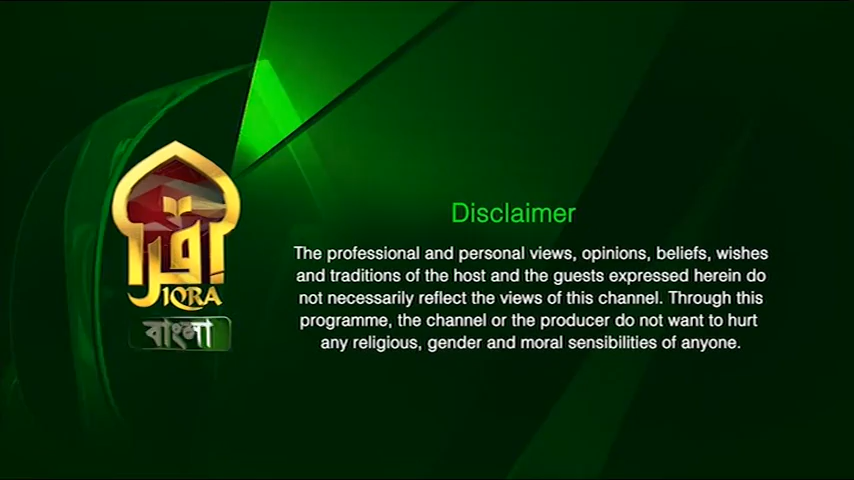 Disclaimer
The professional and personal views, opinions, beliefs, wishes
and traditions of the host and the guests expressed herein do
not necessarily reflect the views of this channel. Through this
programme, the channel or the producer do not want to hurt
any religious, gender and moral sensibilities of anyone.
اقرأ
IQRA
বাংলা